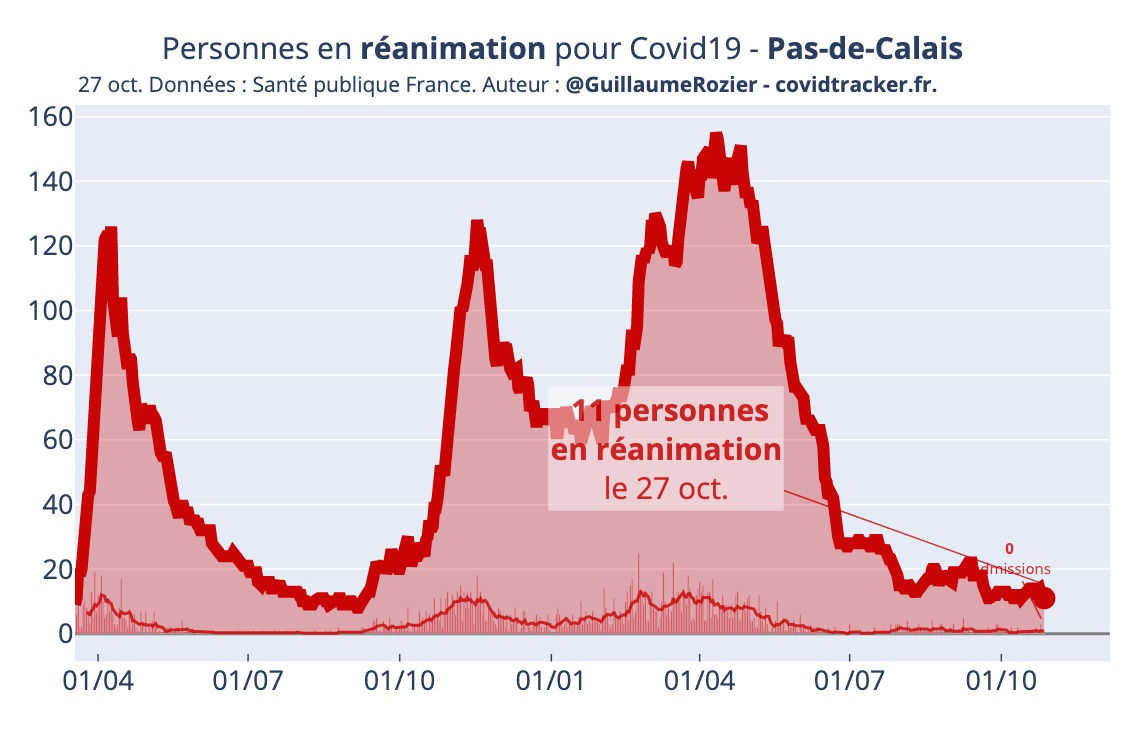 Personnes en réanimation pour Covid19 - Pas-de-Calais
27 oct. Données : Santé publique France. Auteur : @GuillaumeRozier - covidtracker.fr.
160
140
120
100
80
60
40
20
0
11 personnes
en réanimation
le 27 oct.
0
admissions
01/04
01/07
01/10
01/01
01/04
01/07
01/10